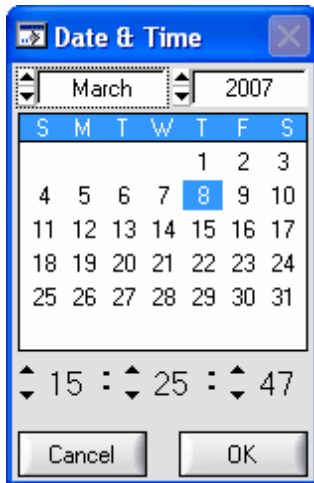 Date & Time
March 2007
S M T W T F S
1 2 3
4 5 6 7 8 9 10
11 12 13 14 15 16 17
18 19 20 21 22 23 24
25 26 27 28 29 30 31
15 : 25 : 47
Cancel OK